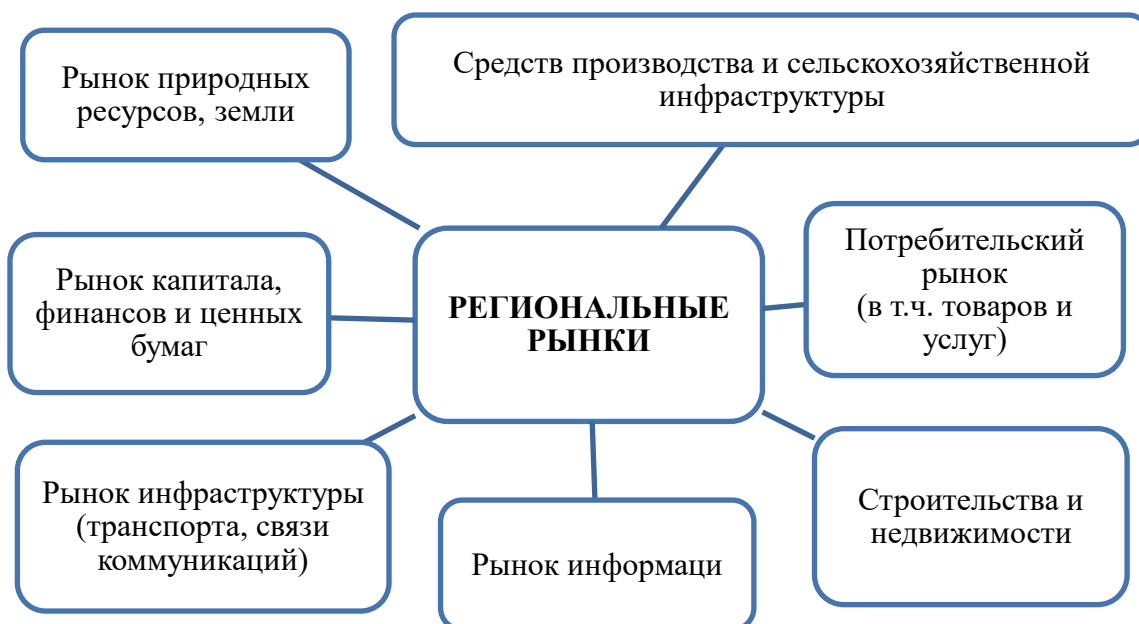 Рынок природных
ресурсов, земли
Средств производства и сельскохозяйственной
инфраструктуры
Рынок капитала,
финансов и ценных
бумаг
РЕГИОНАЛЬНЫЕ
РЫНКИ
Потребительский
рынок
(в т.ч. товаров и
услуг)
Рынок инфраструктуры
(транспорта, связи
коммуникаций)
Рынок информаци
Строительства и
недвижимости